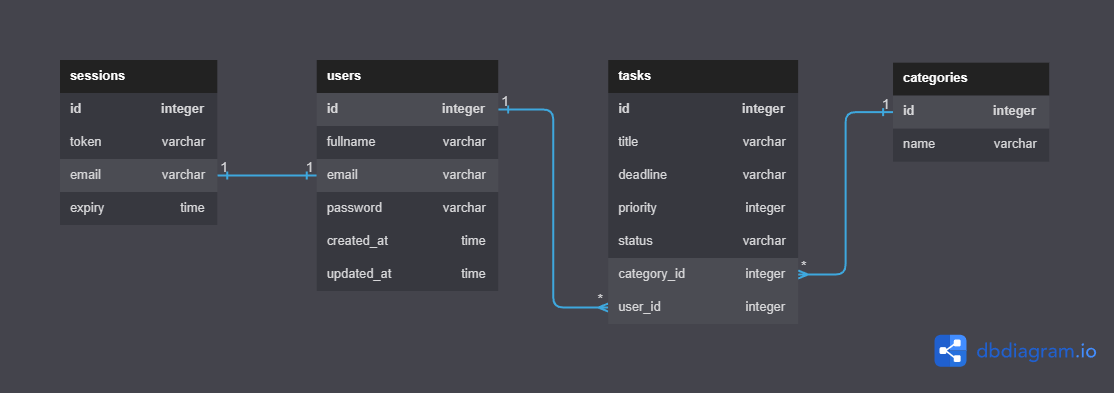 sessions
id integer
token varchar
email varchar
expiry time
1 1
users
id integer
fullname varchar
email varchar
password varchar
created_at time
updated_at time
1
*
tasks
id integer
title varchar
deadline varchar
priority integer
status varchar
category_id integer
user_id integer
*
1
categories
id integer
name varchar
dbdiagram.io